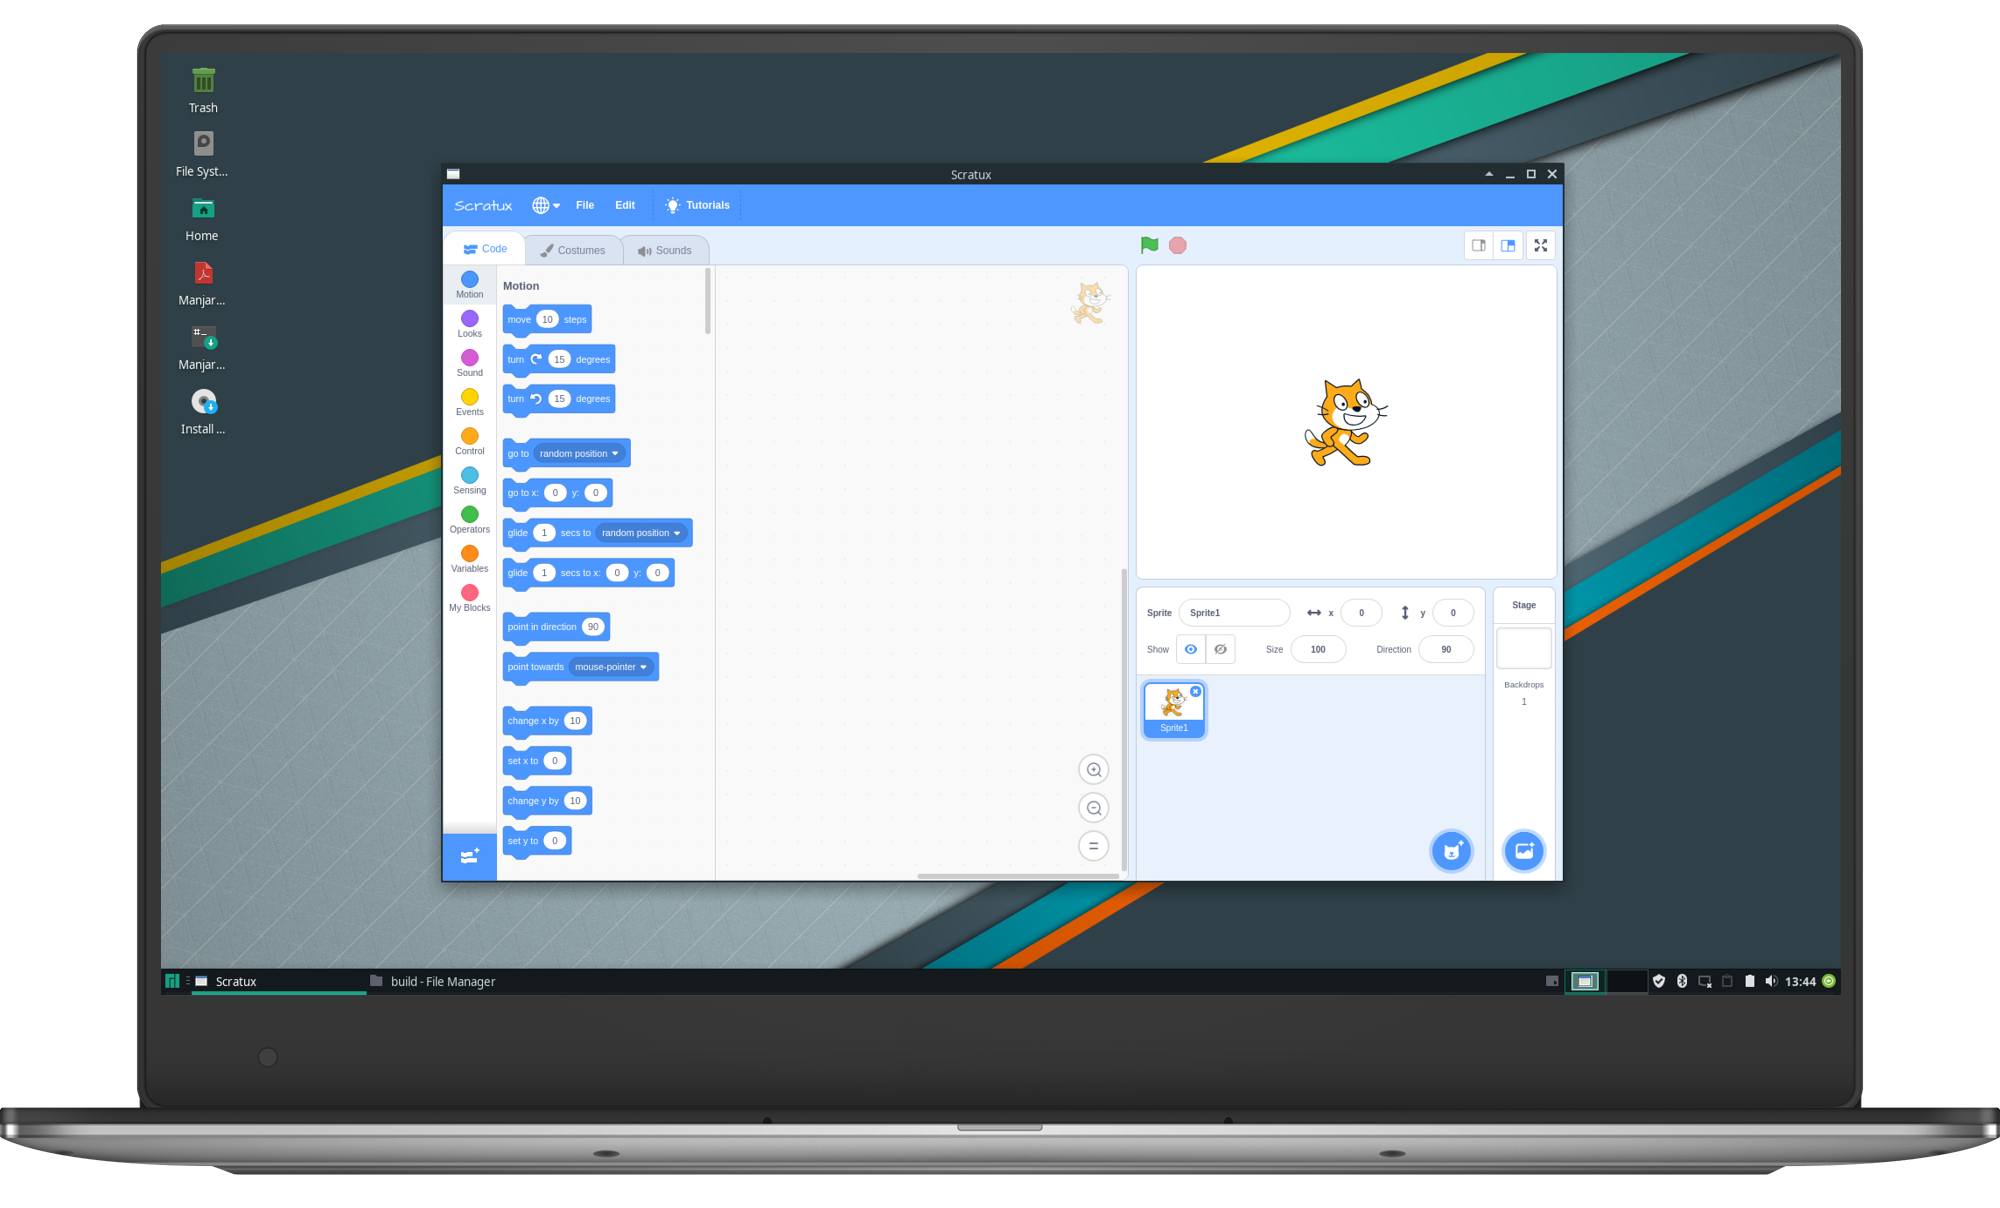 Trash
File Syst...
Home
Manjar...
#_
Manjar...
Install ...
Scratux
Scratux File Edit Tutorials
Code Costumes Sounds
Motion
Looks
Sound
Events
Control
Sensing
Operators
Variables
My Blocks
Motion
move 10 steps
turn 15 degrees
turn 15 degrees
go to random position
go to x: 0 y: 0
glide 1 secs to random position
glide 1 secs to x: 0 y: 0
point in direction 90
point towards mouse-pointer
change x by 10
set x to 0
change y by 10
set y to 0
Sprite Sprite1 x 0 y 0
Show Size 100 Direction 90
Sprite1
Stage
Backdrops
1
Scratux build - File Manager 13:44